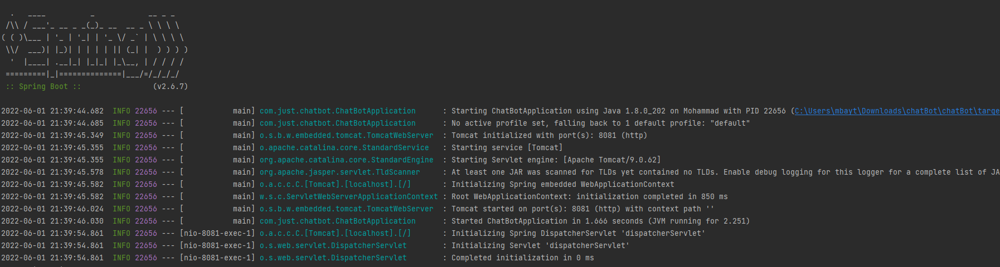 .   ____          _            __ _ _
 /\\ / ___'_ __ _ _(_)_ __  __ _ \ \ \ \
( ( )\___ | '_ | '_| | '_ \/ _` | \ \ \ \
 \\/  ___)| |_)| | | | | || (_| |  ) ) ) )
  '  |____| .__|_| |_|_| |_\__, | / / / /
 =========|_|==============|___/=/_/_/_/
 :: Spring Boot ::                (v2.6.7)
2022-06-01 21:39:44.682  INFO 22656 --- [           main] com.just.chatbot.ChatBotApplication      : Starting ChatBotApplication using Java 1.8.0_202 on Mohammad with PID 22656 (C:\Users\mbayt\Downloads\chatBot\chatBot\targe
2022-06-01 21:39:44.685  INFO 22656 --- [           main] com.just.chatbot.ChatBotApplication      : No active profile set, falling back to 1 default profile: "default"
2022-06-01 21:39:45.349  INFO 22656 --- [           main] o.s.b.w.embedded.tomcat.TomcatWebServer  : Tomcat initialized with port(s): 8081 (http)
2022-06-01 21:39:45.355  INFO 22656 --- [           main] o.apache.catalina.core.StandardService   : Starting service [Tomcat]
2022-06-01 21:39:45.355  INFO 22656 --- [           main] org.apache.catalina.core.StandardEngine  : Starting Servlet engine: [Apache Tomcat/9.0.62]
2022-06-01 21:39:45.578  INFO 22656 --- [           main] org.apache.jasper.servlet.TldScanner     : At least one JAR was scanned for TLDs yet contained no TLDs. Enable debug logging for this logger for a complete list of JA
2022-06-01 21:39:45.582  INFO 22656 --- [           main] o.a.c.c.C.[Tomcat].[localhost].[/]       : Initializing Spring embedded WebApplicationContext
2022-06-01 21:39:45.582  INFO 22656 --- [           main] w.s.c.ServletWebServerApplicationContext : Root WebApplicationContext: initialization completed in 850 ms
2022-06-01 21:39:46.024  INFO 22656 --- [           main] o.s.b.w.embedded.tomcat.TomcatWebServer  : Tomcat started on port(s): 8081 (http) with context path ''
2022-06-01 21:39:46.030  INFO 22656 --- [           main] com.just.chatbot.ChatBotApplication      : Started ChatBotApplication in 1.666 seconds (JVM running for 2.251)
2022-06-01 21:39:54.861  INFO 22656 --- [nio-8081-exec-1] o.a.c.c.C.[Tomcat].[localhost].[/]       : Initializing Spring DispatcherServlet 'dispatcherServlet'
2022-06-01 21:39:54.861  INFO 22656 --- [nio-8081-exec-1] o.s.web.servlet.DispatcherServlet        : Initializing Servlet 'dispatcherServlet'
2022-06-01 21:39:54.861  INFO 22656 --- [nio-8081-exec-1] o.s.web.servlet.DispatcherServlet        : Completed initialization in 0 ms